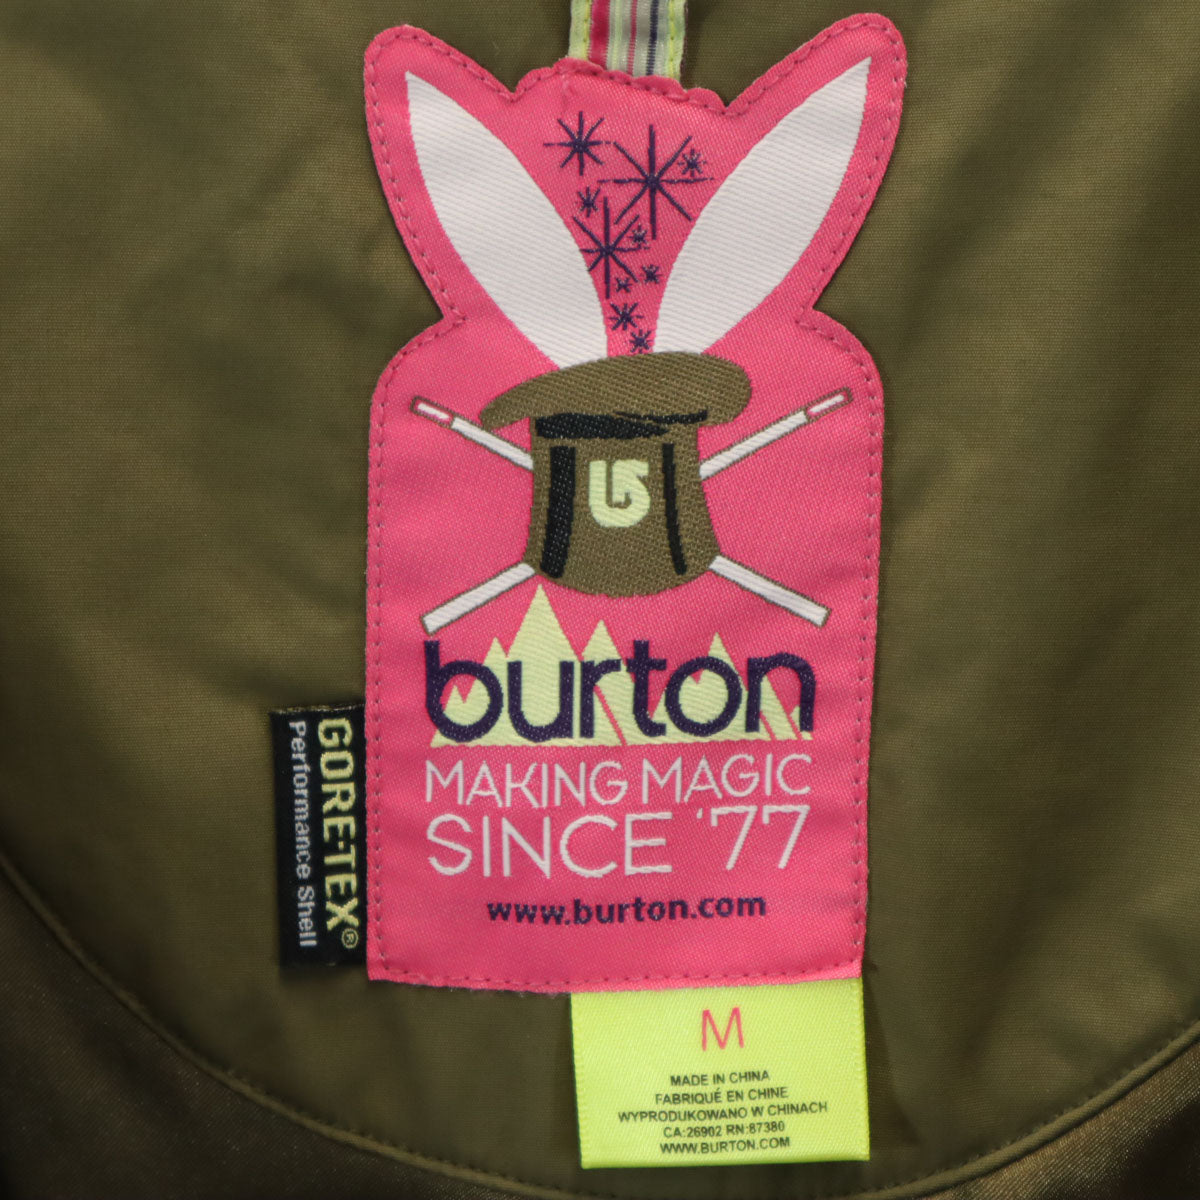 burton
MAKING MAGIC
SINCE '77
www.burton.com
GORE-TEX®
Performance Shell
M
MADE IN CHINA
FABRIQUÉ EN CHINE
WYPRODUKOWANO W CHINACH
CA:26902 RN:87380
WWW.BURTON.COM